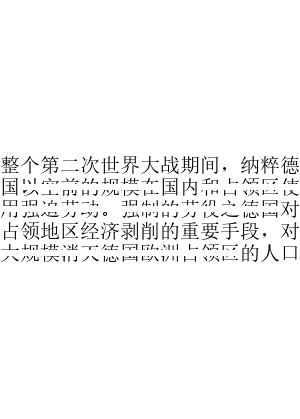 整个第二次世界大战期间，纳粹德
国以空前的规模在国内和占领区使
用强迫劳动。强制的劳役之德国对
占领地区经济剥削的重要手段，对
大规模消灭德国欧洲占领区的人口